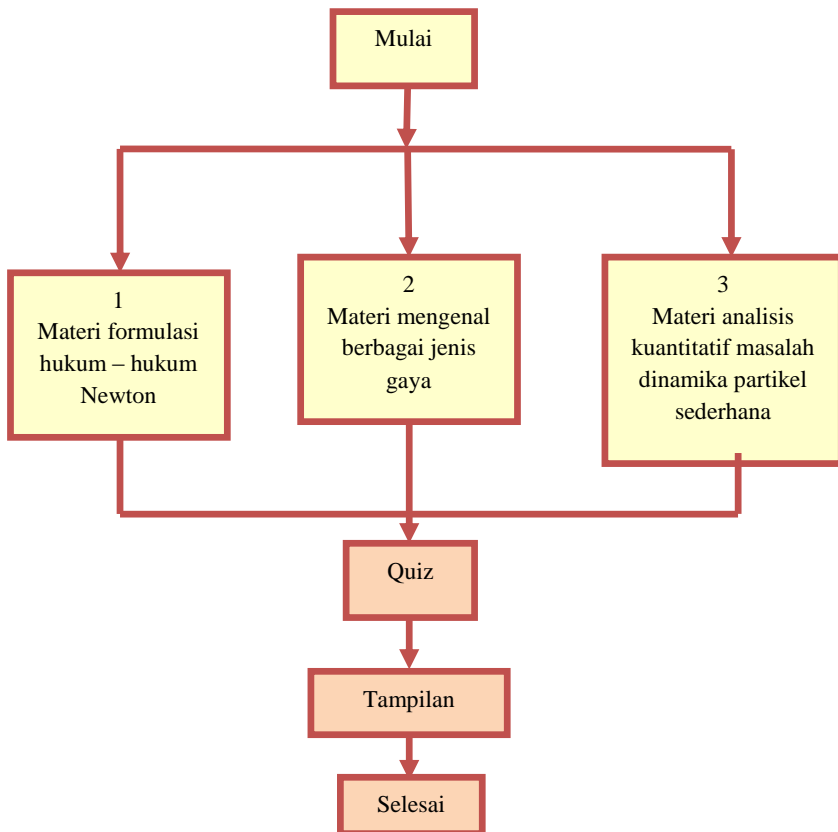 Mulai
1
Materi formulasi
hukum – hukum
Newton
2
Materi mengenal
berbagai jenis
gaya
3
Materi analisis
kuantitatif masalah
dinamika partikel
sederhana
Quiz
Tampilan
Selesai